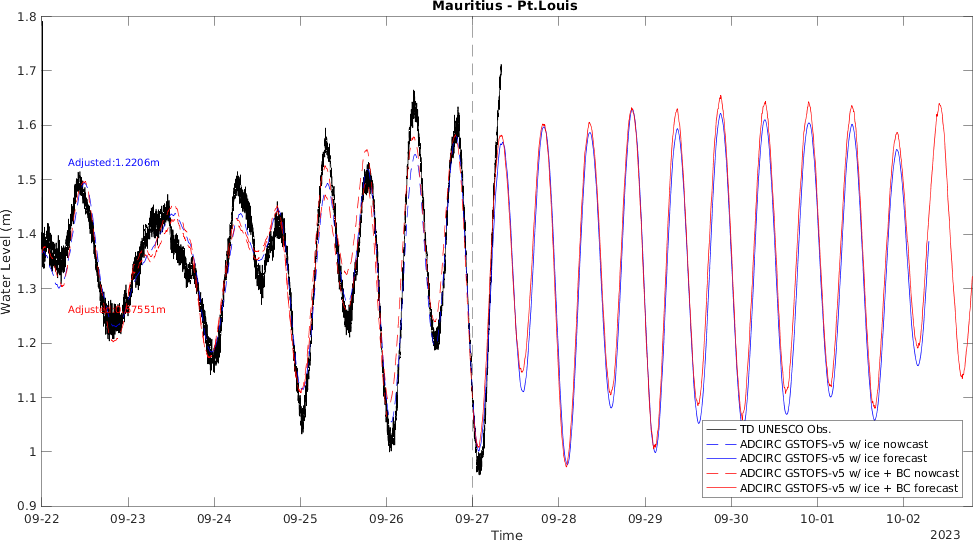 Mauritius - Pt.Louis
1.8
1.7
1.6
1.5
1.4
1.3
1.2
1.1
1
0.9
Water Level (m)
Adjusted:1.2206m
TD UNESCO Obs.
ADCIRC GSTOFS-v5 w/ ice nowcast
ADCIRC GSTOFS-v5 w/ ice forecast
ADCIRC GSTOFS-v5 w/ ice + BC nowcast
ADCIRC GSTOFS-v5 w/ ice + BC forecast
09-22
09-23
09-24
09-25
09-26
09-27
09-28
09-29
09-30
10-01
10-02
Time
2023